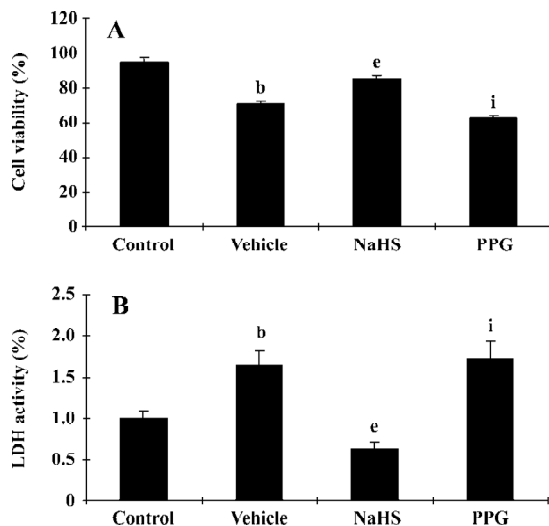 120
A
100
80
60
40
20
0
Cell viability (%)
b
e
i
Control Vehicle NaHS PPG
2.5
B
2.0
1.5
1.0
0.5
0
LDH activity (%)
b
e
i
Control Vehicle NaHS PPG